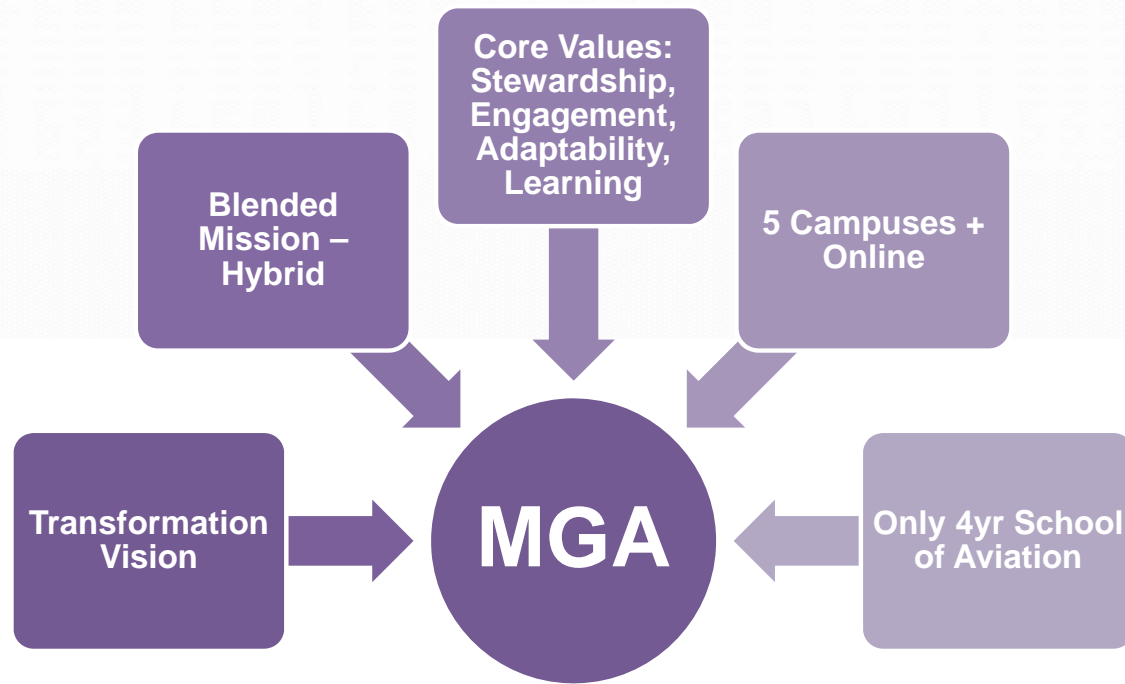 Core Values:
Stewardship,
Engagement,
Adaptability,
Learning
Blended
Mission –
Hybrid
5 Campuses +
Online
Transformation
Vision
MGA
Only 4yr School
of Aviation